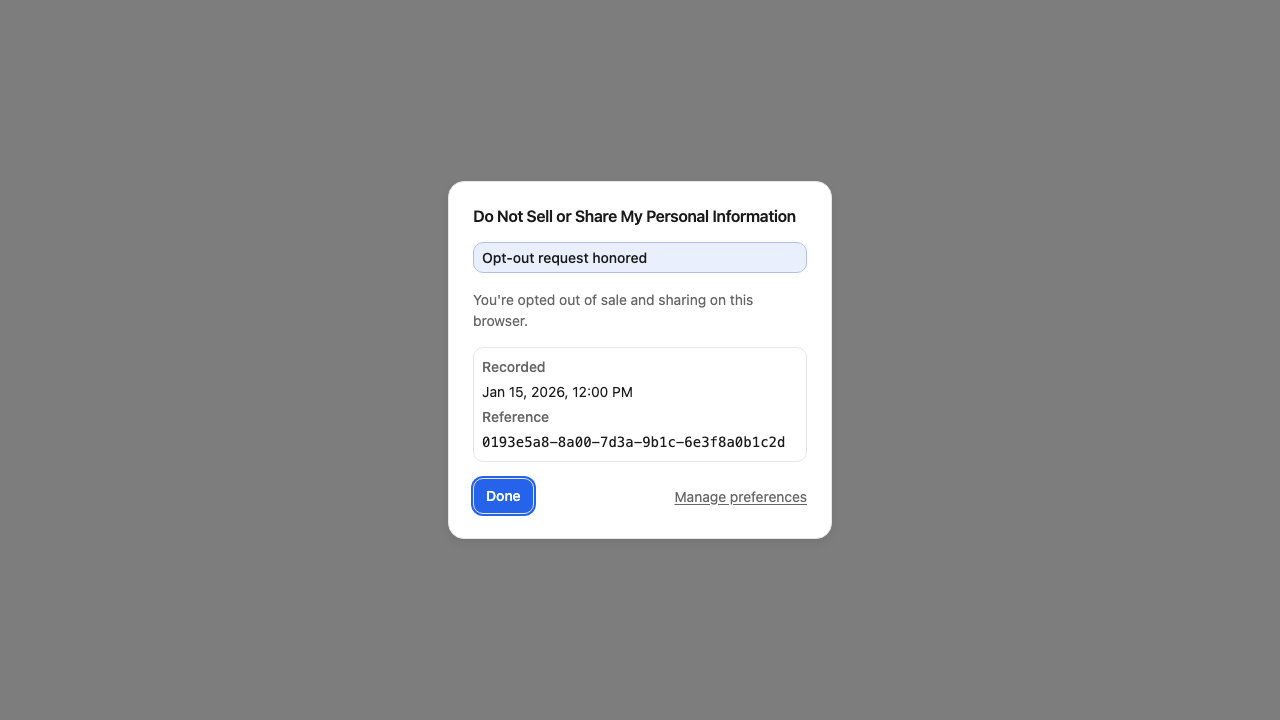 Do Not Sell or Share My Personal Information
Opt-out request honored
You're opted out of sale and sharing on this
browser.
Recorded
Jan 15, 2026, 12:00 PM
Reference
0193e5a8-8a00-7d3a-9b1c-6e3f8a0b1c2d
Done
Manage preferences